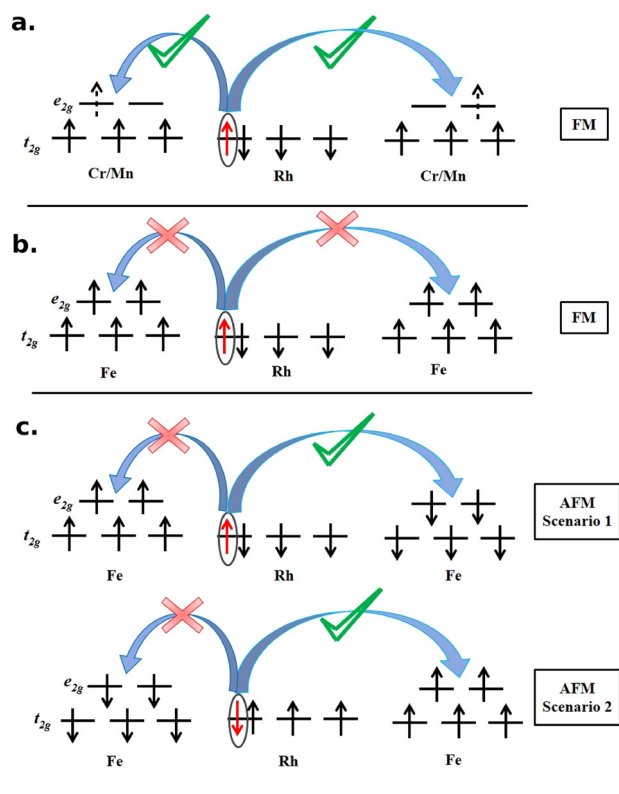 a.
e2g
t2g
Cr/Mn
Rh
Cr/Mn
FM
b.
e2g
t2g
Fe
Rh
Fe
FM
c.
e2g
t2g
Fe
Rh
Fe
AFM
Scenario 1
e2g
t2g
Fe
Rh
Fe
AFM
Scenario 2